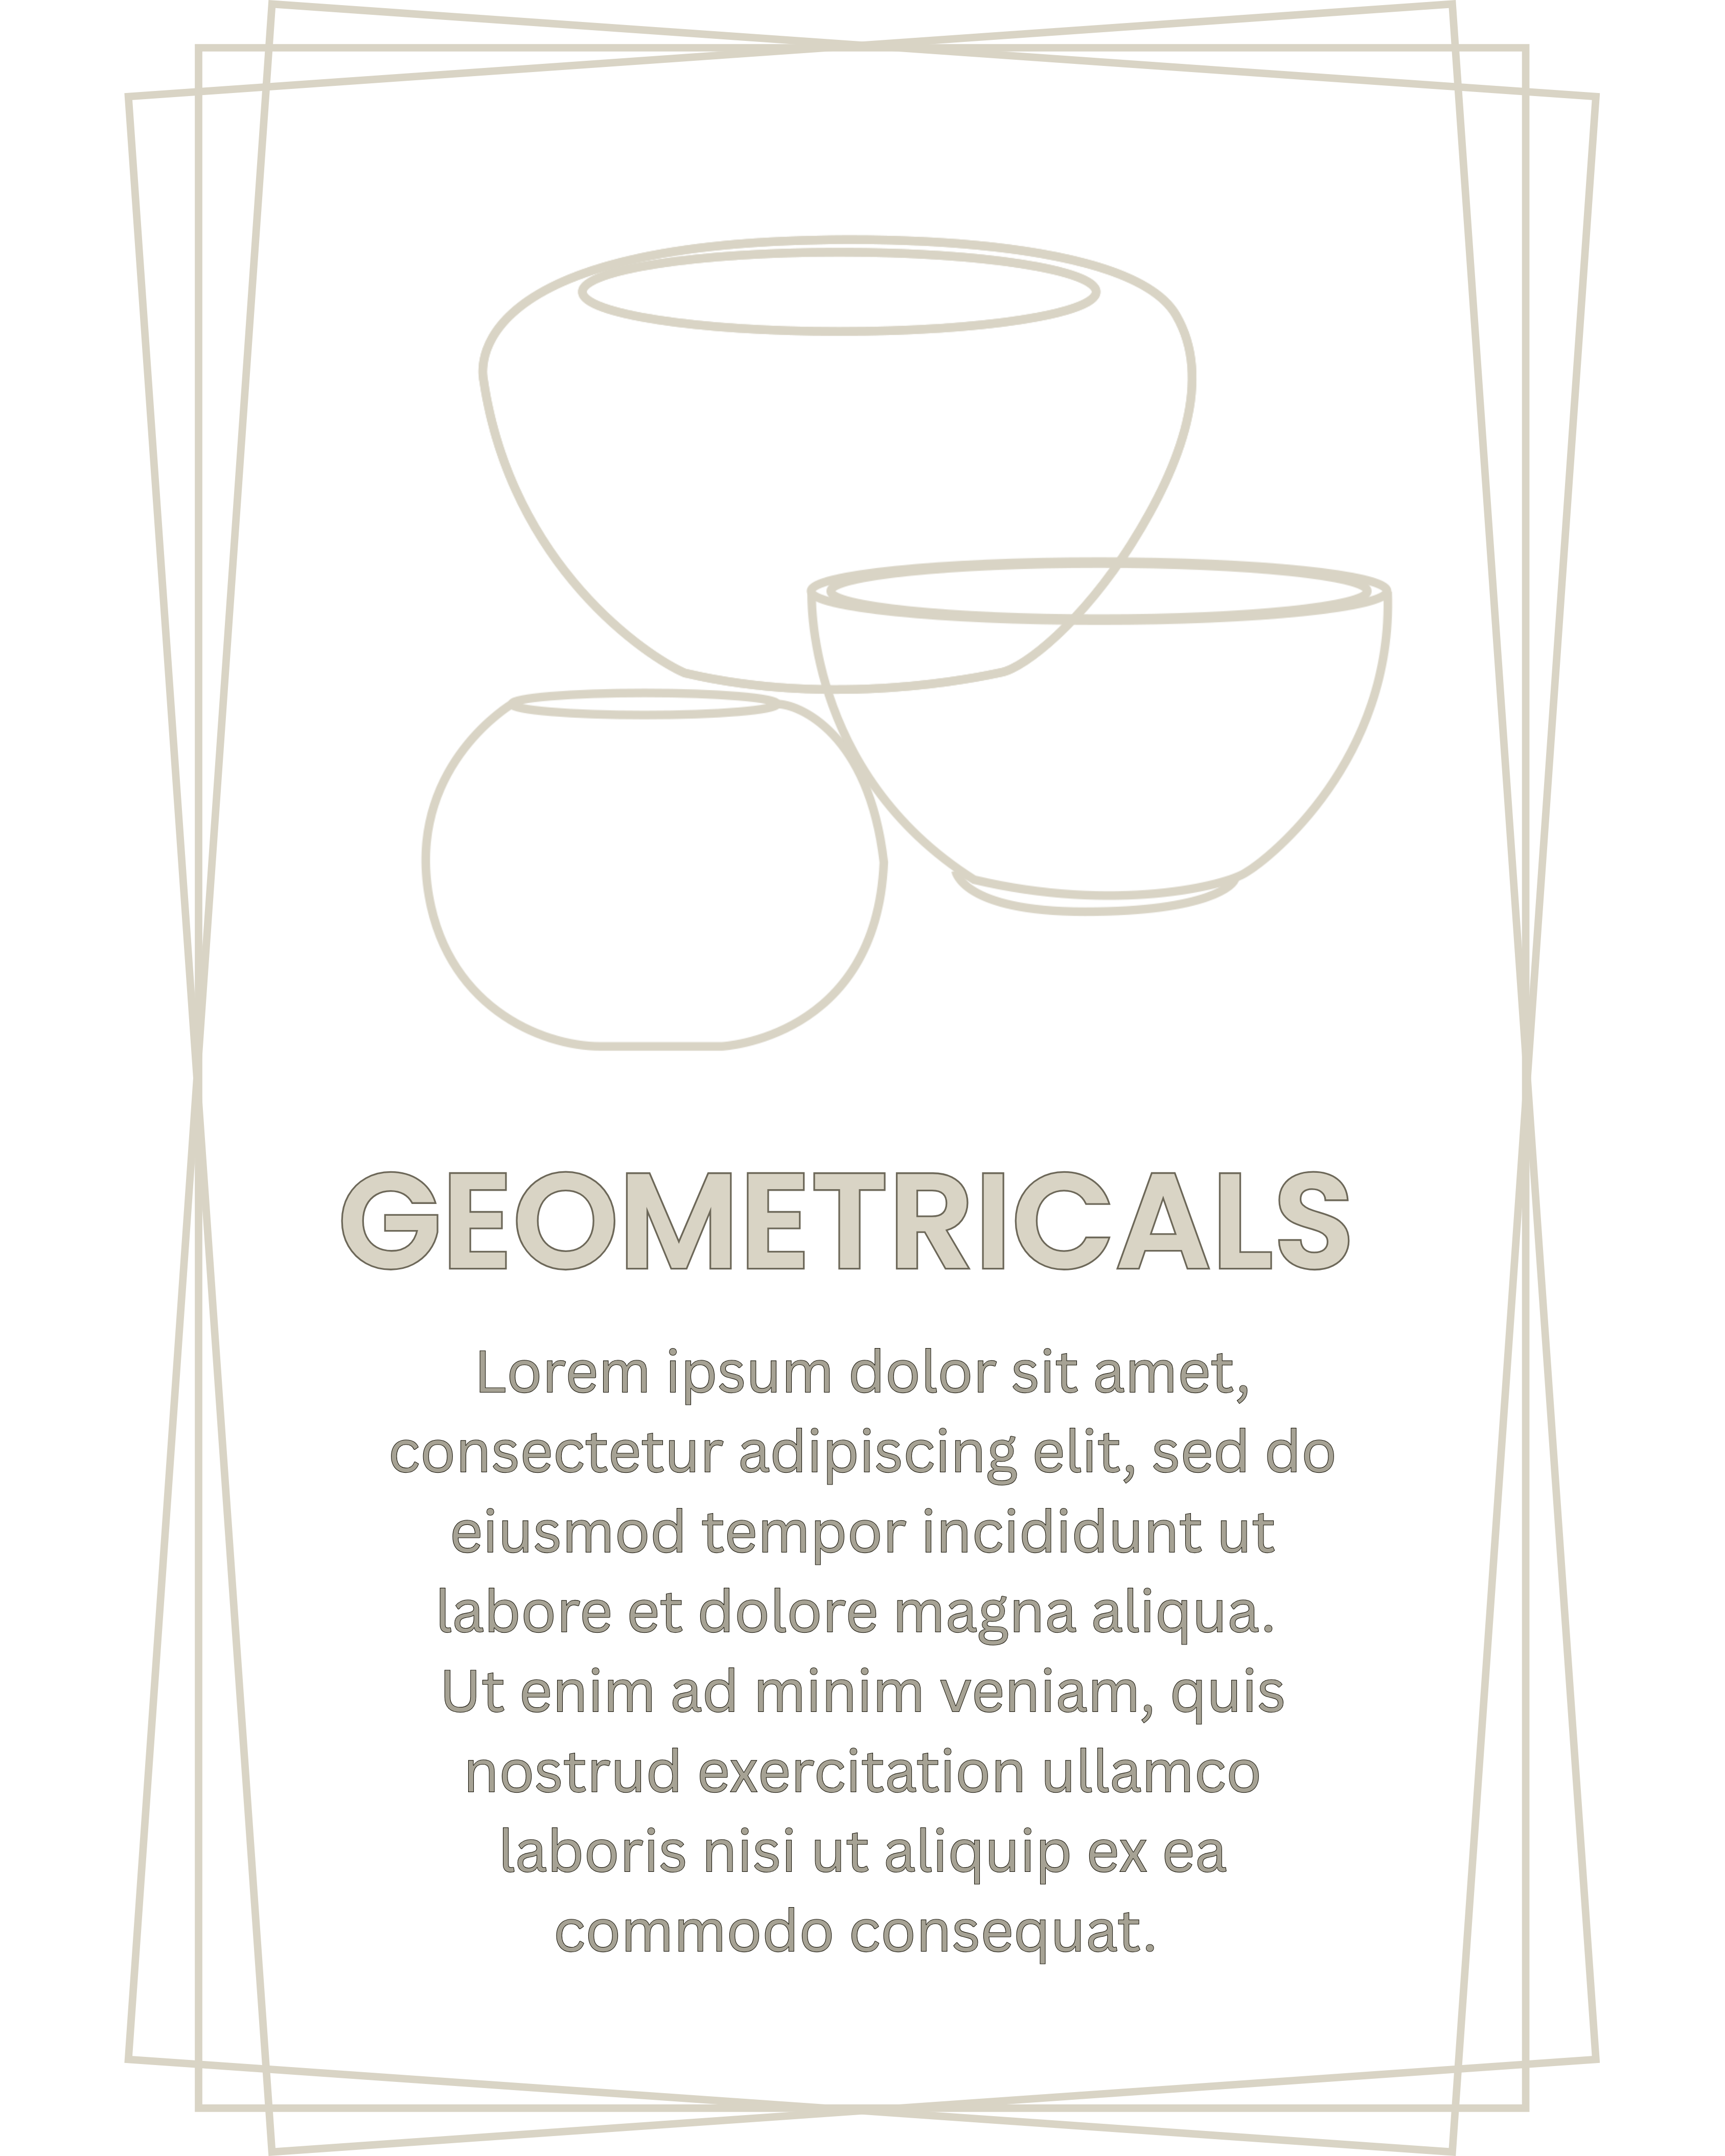 GEOMETRICALS
Lorem ipsum dolor sit amet,
consectetur adipiscing elit, sed do
eiusmod tempor incididunt ut
labore et dolore magna aliqua.
Ut enim ad minim veniam, quis
nostrud exercitation ullamco
laboris nisi ut aliquip ex ea
commodo consequat.